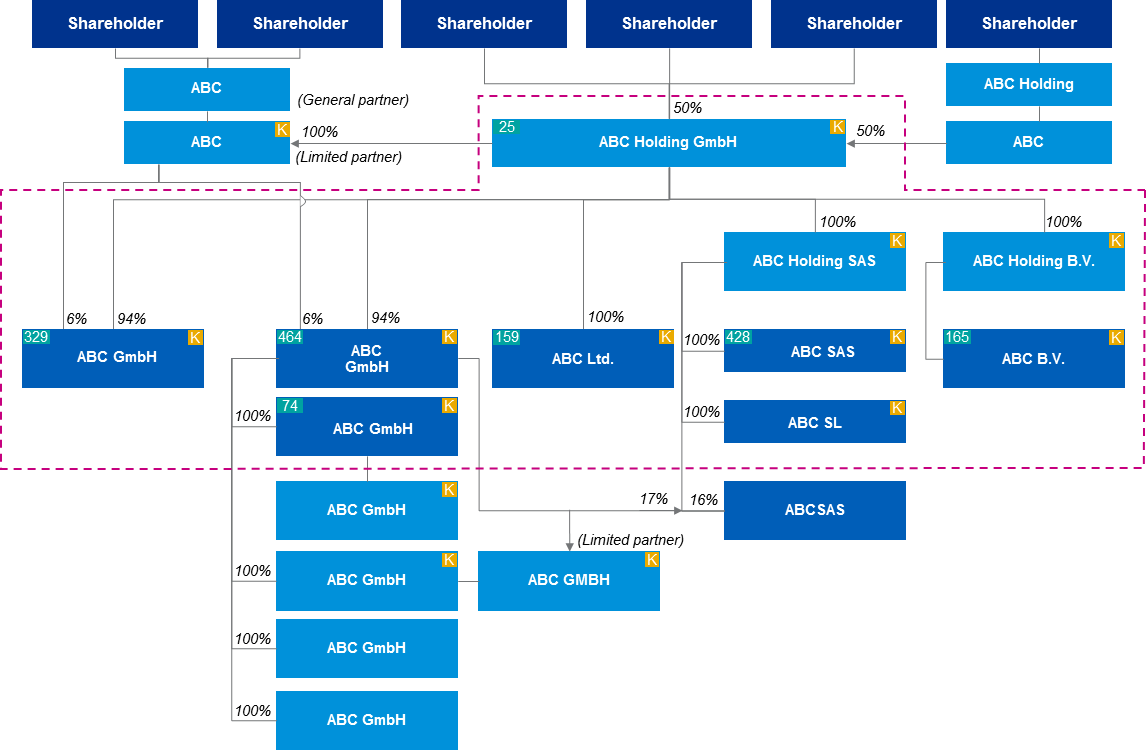 Shareholder
Shareholder
Shareholder
Shareholder
Shareholder
Shareholder
ABC
(General partner)
ABC Holding
50%
ABC
K
100%
(Limited partner)
25
ABC Holding GmbH
K
50%
ABC
100%
100%
ABC Holding SAS
K
ABC Holding B.V.
K
6%
94%
6%
94%
100%
329
ABC GmbH
K
464
ABC
GmbH
K
159
ABC Ltd.
K
100%
428
ABC SAS
K
165
ABC B.V.
K
100%
74
ABC GmbH
K
100%
ABC SL
K
ABC GmbH
K
17%
16%
ABCSAS
(Limited partner)
100%
ABC GmbH
K
ABC GMBH
K
100%
ABC GmbH
100%
ABC GmbH